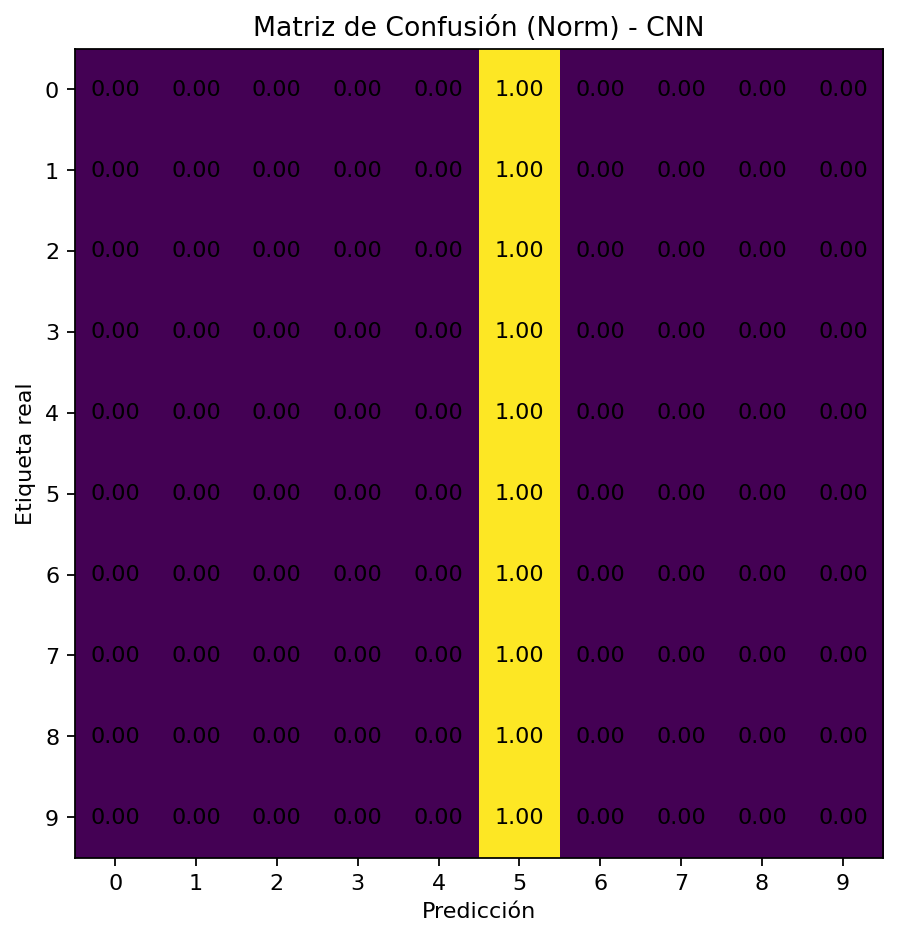 Matriz de Confusión (Norm) - CNN
0 0.00 0.00 0.00 0.00 0.00 1.00 0.00 0.00 0.00 0.00
1 0.00 0.00 0.00 0.00 0.00 1.00 0.00 0.00 0.00 0.00
2 0.00 0.00 0.00 0.00 0.00 1.00 0.00 0.00 0.00 0.00
3 0.00 0.00 0.00 0.00 0.00 1.00 0.00 0.00 0.00 0.00
4 0.00 0.00 0.00 0.00 0.00 1.00 0.00 0.00 0.00 0.00
Etiqueta real
5 0.00 0.00 0.00 0.00 0.00 1.00 0.00 0.00 0.00 0.00
6 0.00 0.00 0.00 0.00 0.00 1.00 0.00 0.00 0.00 0.00
7 0.00 0.00 0.00 0.00 0.00 1.00 0.00 0.00 0.00 0.00
8 0.00 0.00 0.00 0.00 0.00 1.00 0.00 0.00 0.00 0.00
9 0.00 0.00 0.00 0.00 0.00 1.00 0.00 0.00 0.00 0.00
0 1 2 3 4 5 6 7 8 9
Predicción